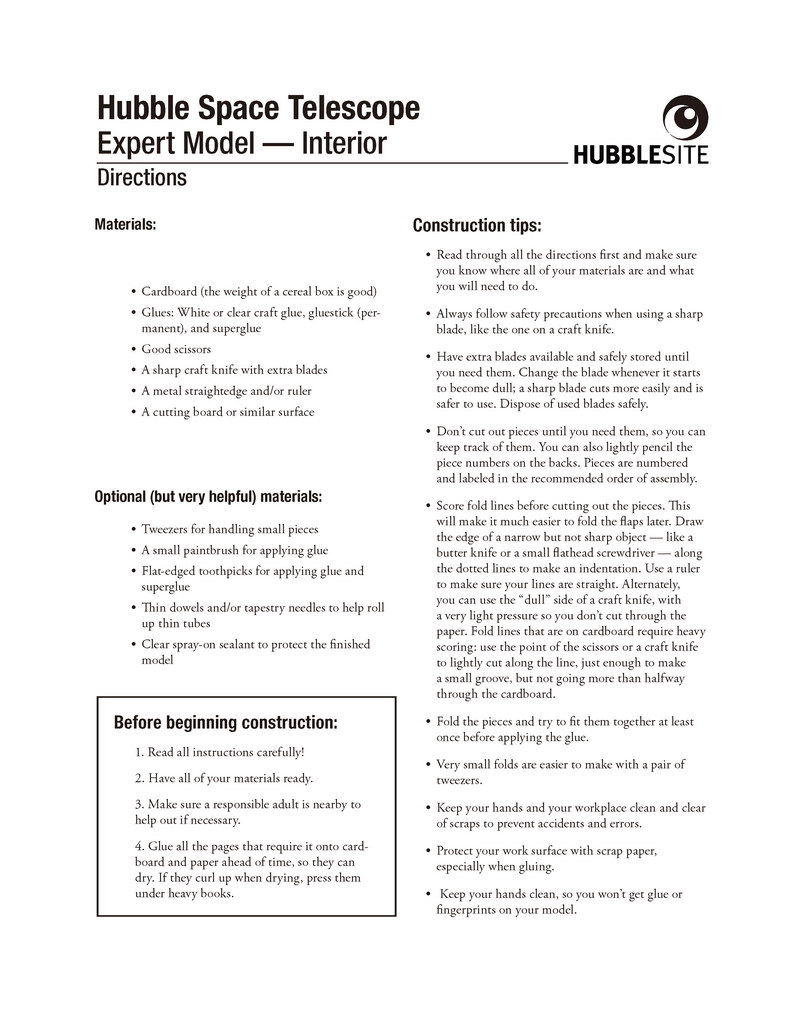 Hubble Space Telescope
Expert Model — Interior
HUBBLESITE
Directions
Materials:
• Cardboard (the weight of a cereal box is good)
• Glues: White or clear craft glue, gluestick (per-
manent), and superglue
• Good scissors
• A sharp craft knife with extra blades
• A metal straightedge and/or ruler
• A cutting board or similar surface
Optional (but very helpful) materials:
• Tweezers for handling small pieces
• A small paintbrush for applying glue
• Flat-edged toothpicks for applying glue and
superglue
• Thin dowels and/or tapestry needles to help roll
up thin tubes
• Clear spray-on sealant to protect the finished
model
Before beginning construction:
1. Read all instructions carefully!
2. Have all of your materials ready.
3. Make sure a responsible adult is nearby to
help out if necessary.
4. Glue all the pages that require it onto card-
board and paper ahead of time, so they can
dry. If they curl up when drying, press them
under heavy books.
Construction tips:
• Read through all the directions first and make sure
you know where all of your materials are and what
you will need to do.
• Always follow safety precautions when using a sharp
blade, like the one on a craft knife.
• Have extra blades available and safely stored until
you need them. Change the blade whenever it starts
to become dull; a sharp blade cuts more easily and is
safer to use. Dispose of used blades safely.
• Don’t cut out pieces until you need them, so you can
keep track of them. You can also lightly pencil the
piece numbers on the backs. Pieces are numbered
and labeled in the recommended order of assembly.
• Score fold lines before cutting out the pieces. This
will make it much easier to fold the flaps later. Draw
the edge of a narrow but not sharp object — like a
butter knife or a small flathead screwdriver — along
the dotted lines to make an indentation. Use a ruler
to make sure your lines are straight. Alternately,
you can use the “dull” side of a craft knife, with
a very light pressure so you don’t cut through the
paper. Fold lines that are on cardboard require heavy
scoring: use the point of the scissors or a craft knife
to lightly cut along the line, just enough to make
a small groove, but not going more than halfway
through the cardboard.
• Fold the pieces and try to fit them together at least
once before applying the glue.
• Very small folds are easier to make with a pair of
tweezers.
• Keep your hands and your workplace clean and clear
of scraps to prevent accidents and errors.
• Protect your work surface with scrap paper,
especially when gluing.
• Keep your hands clean, so you won’t get glue or
fingerprints on your model.